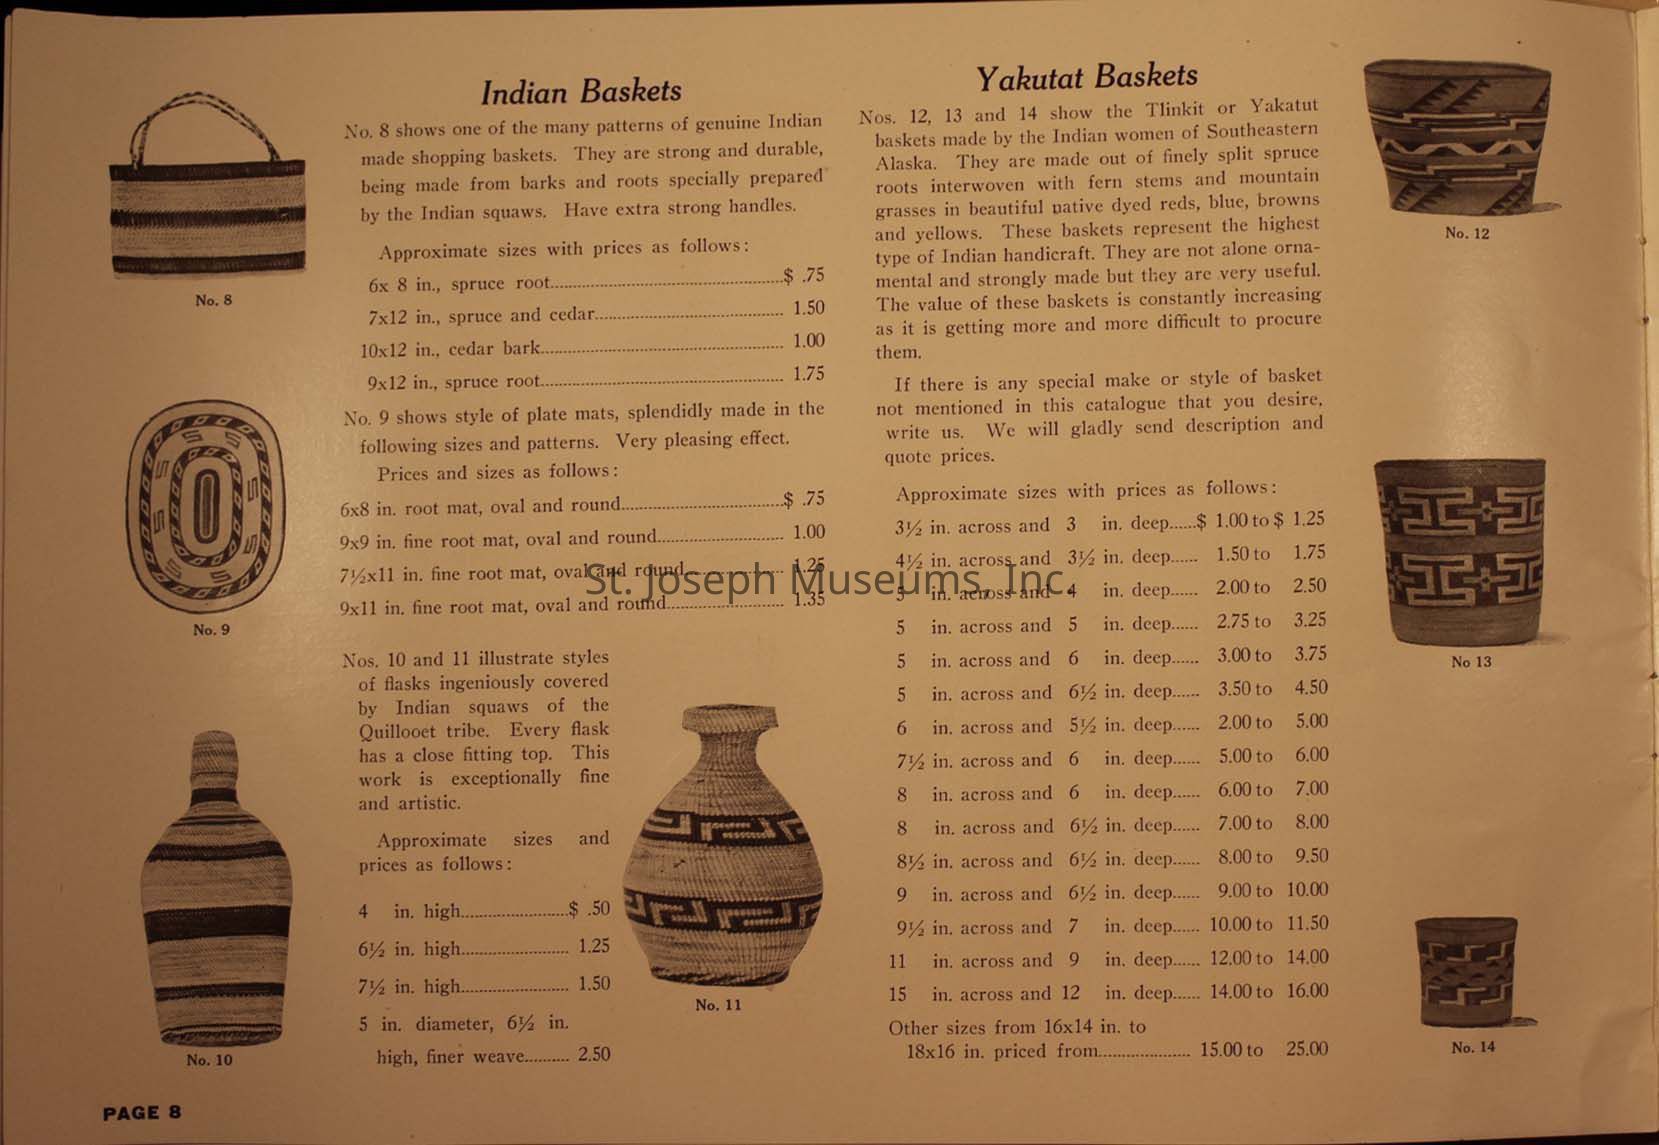 Indian Baskets
No. 8 shows one of the many patterns of genuine Indian
made shopping baskets. They are strong and durable,
being made from barks and roots specially prepared
by the Indian squaws. Have extra strong handles.
Approximate sizes with prices as follows:
6x 8 in., spruce root....$ .75
7x12 in., spruce and cedar.... 1.50
10x12 in., cedar bark.... 1.00
9x12 in., spruce root.... 1.75
No. 9 shows style of plate mats, splendidly made in the
following sizes and patterns. Very pleasing effect.
Prices and sizes as follows:
6x8 in. root mat, oval and round....$ .75
9x9 in. fine root mat, oval and round.... 1.00
7½x11 in. fine root mat, oval and round.... 1.25
9x11 in. fine root mat, oval and round.... 1.35
Nos. 10 and 11 illustrate styles
of flasks ingeniously covered
by Indian squaws of the
Quillooet tribe. Every flask
has a close fitting top. This
work is exceptionally fine
and artistic.
Approximate sizes and
prices as follows:
4 in. high....$ .50
6½ in. high.... 1.25
7½ in. high.... 1.50
5 in. diameter, 6½ in.
high, finer weave.... 2.50
No. 8
No. 9
No. 10
No. 11
PAGE 8
Yakutat Baskets
Nos. 12, 13 and 14 show the Tlinkit or Yakatut
baskets made by the Indian women of Southeastern
Alaska. They are made out of finely split spruce
roots interwoven with fern stems and mountain
grasses in beautiful native dyed reds, blue, browns
and yellows. These baskets represent the highest
type of Indian handicraft. They are not alone orna-
mental and strongly made but they are very useful.
The value of these baskets is constantly increasing
as it is getting more and more difficult to procure
them.
If there is any special make or style of basket
not mentioned in this catalogue that you desire,
write us. We will gladly send description and
quote prices.
Approximate sizes with prices as follows:
3½ in. across and 3 in. deep......$ 1.00 to $ 1.25
4½ in. across and 3½ in. deep...... 1.50 to 1.75
5 in. across and 4 in. deep...... 2.00 to 2.50
5 in. across and 5 in. deep...... 2.75 to 3.25
5 in. across and 6 in. deep...... 3.00 to 3.75
5 in. across and 6½ in. deep...... 3.50 to 4.50
6 in. across and 5½ in. deep...... 2.00 to 5.00
7½ in. across and 6 in. deep...... 5.00 to 6.00
8 in. across and 6 in. deep...... 6.00 to 7.00
8 in. across and 6½ in. deep...... 7.00 to 8.00
8½ in. across and 6½ in. deep...... 8.00 to 9.50
9 in. across and 6½ in. deep...... 9.00 to 10.00
9½ in. across and 7 in. deep...... 10.00 to 11.50
11 in. across and 9 in. deep...... 12.00 to 14.00
15 in. across and 12 in. deep...... 14.00 to 16.00
Other sizes from 16x14 in. to
18x16 in. priced from.... 15.00 to 25.00
No. 12
No 13
No. 14
St. Joseph Museums, Inc.